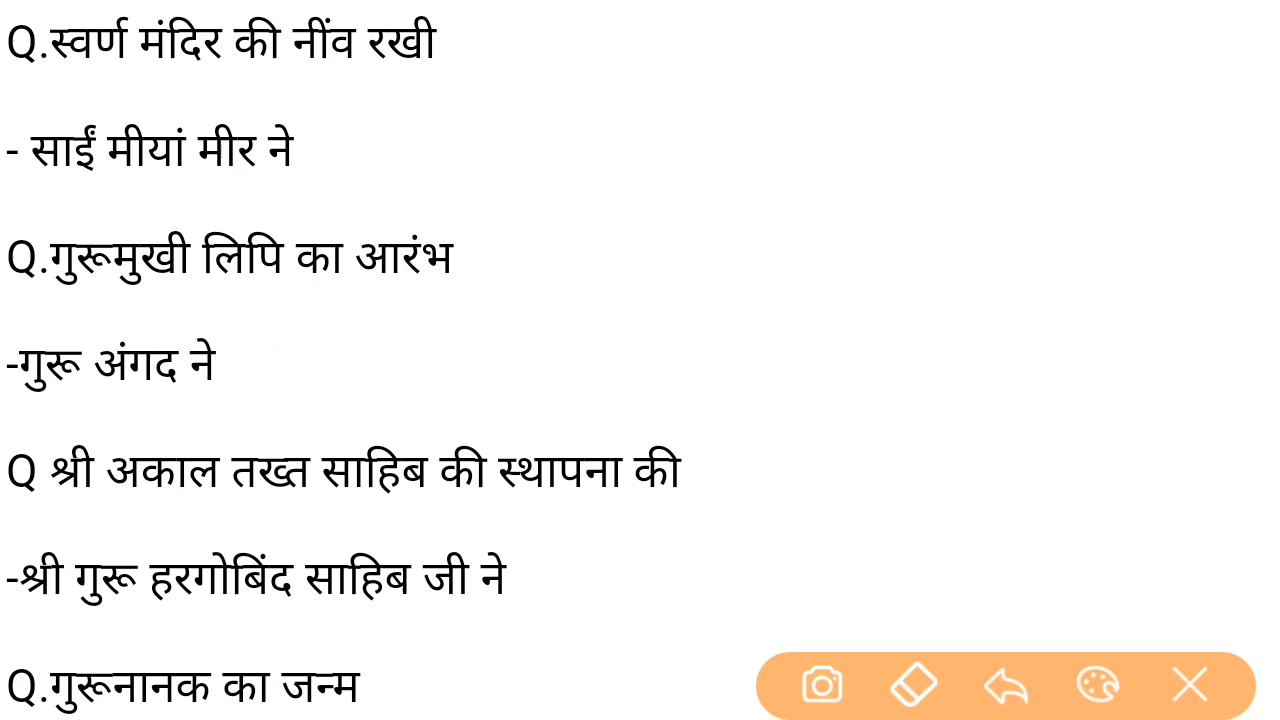 Q.स्वर्ण मंदिर की नींव रखी
- साईं मीयां मीर ने
Q.गुरूमुखी लिपि का आरंभ
-गुरू अंगद ने
Q श्री अकाल तख्त साहिब की स्थापना की
-श्री गुरू हरगोबिंद साहिब जी ने
Q.गुरूनानक का जन्म